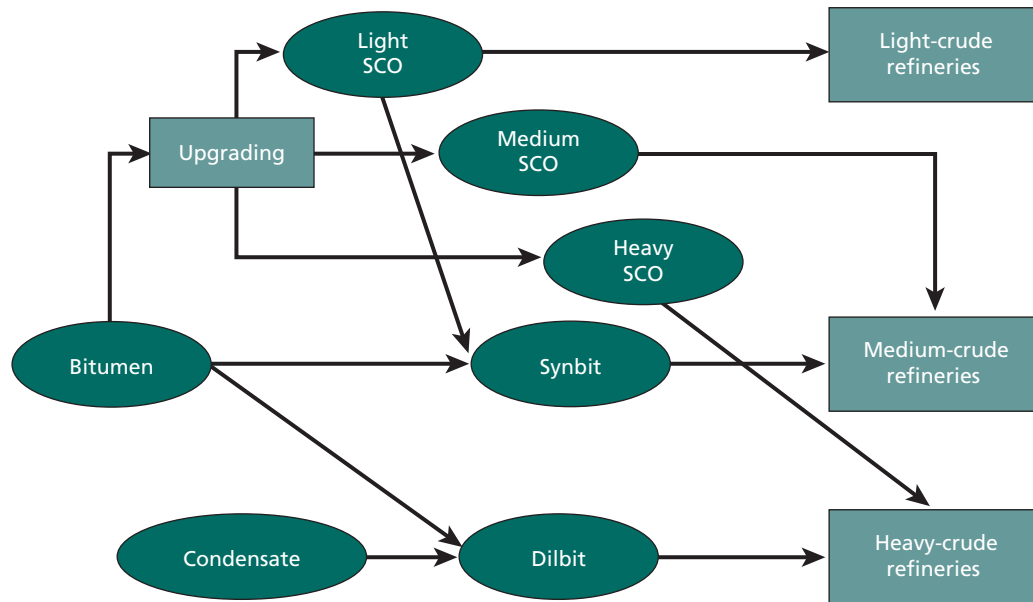 Light
SCO
Light-crude
refineries
Upgrading
Medium
SCO
Heavy
SCO
Bitumen
Synbit
Medium-crude
refineries
Condensate
Dilbit
Heavy-crude
refineries